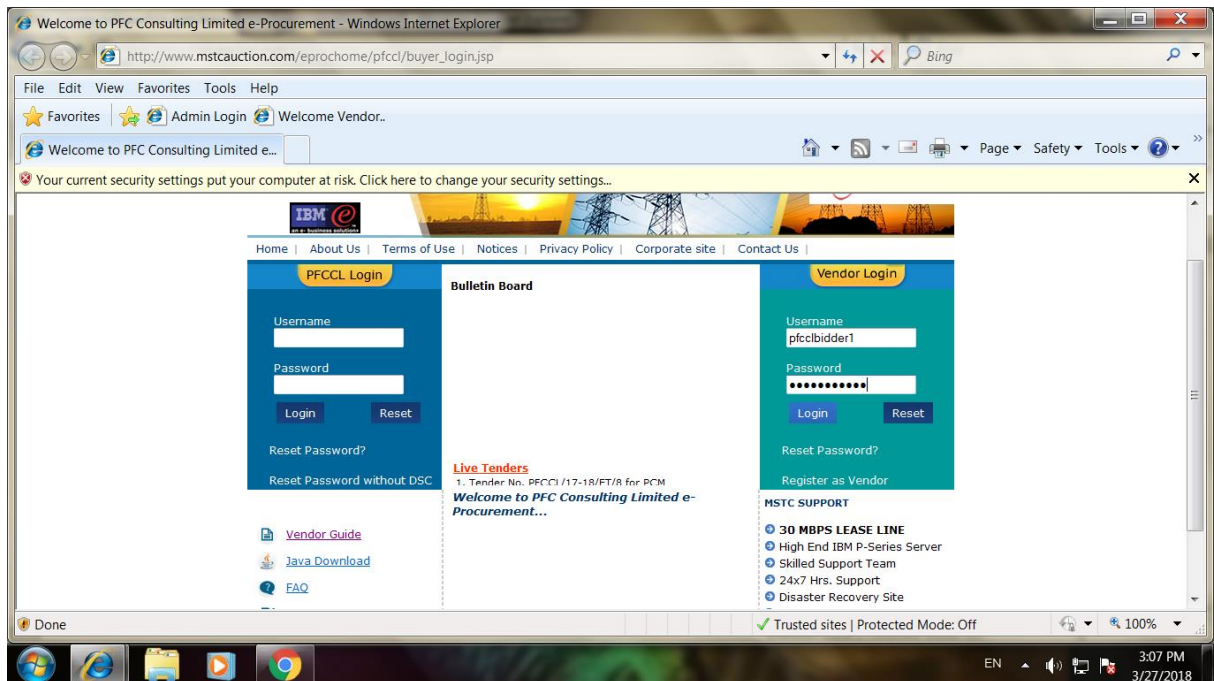 Welcome to PFC Consulting Limited e-Procurement - Windows Internet Explorer
http://www.mstcauction.com/eprochome/pfccl/buyer_login.jsp
Bing
File Edit View Favorites Tools Help
Favorites Admin Login Welcome Vendor..
Welcome to PFC Consulting Limited e...
Page Safety Tools
Your current security settings put your computer at risk. Click here to change your security settings...
IBM e
an e-business solution
Home | About Us | Terms of Use | Notices | Privacy Policy | Corporate site | Contact Us |
PFCCL Login
Username
Password
Login Reset
Reset Password?
Reset Password without DSC
Bulletin Board
Live Tenders
1. Tender No. PFCCL/17-18/ET/8 for PCM
Welcome to PFC Consulting Limited e-
Procurement...
Vendor Login
Username
pfcclbidder1
Password
●●●●●●●●●●●
Login Reset
Reset Password?
Register as Vendor
Vendor Guide
Java Download
FAQ
MSTC SUPPORT
30 MBPS LEASE LINE
High End IBM P-Series Server
Skilled Support Team
24x7 Hrs. Support
Disaster Recovery Site
Done
Trusted sites | Protected Mode: Off
100%
EN
3:07 PM
3/27/2018